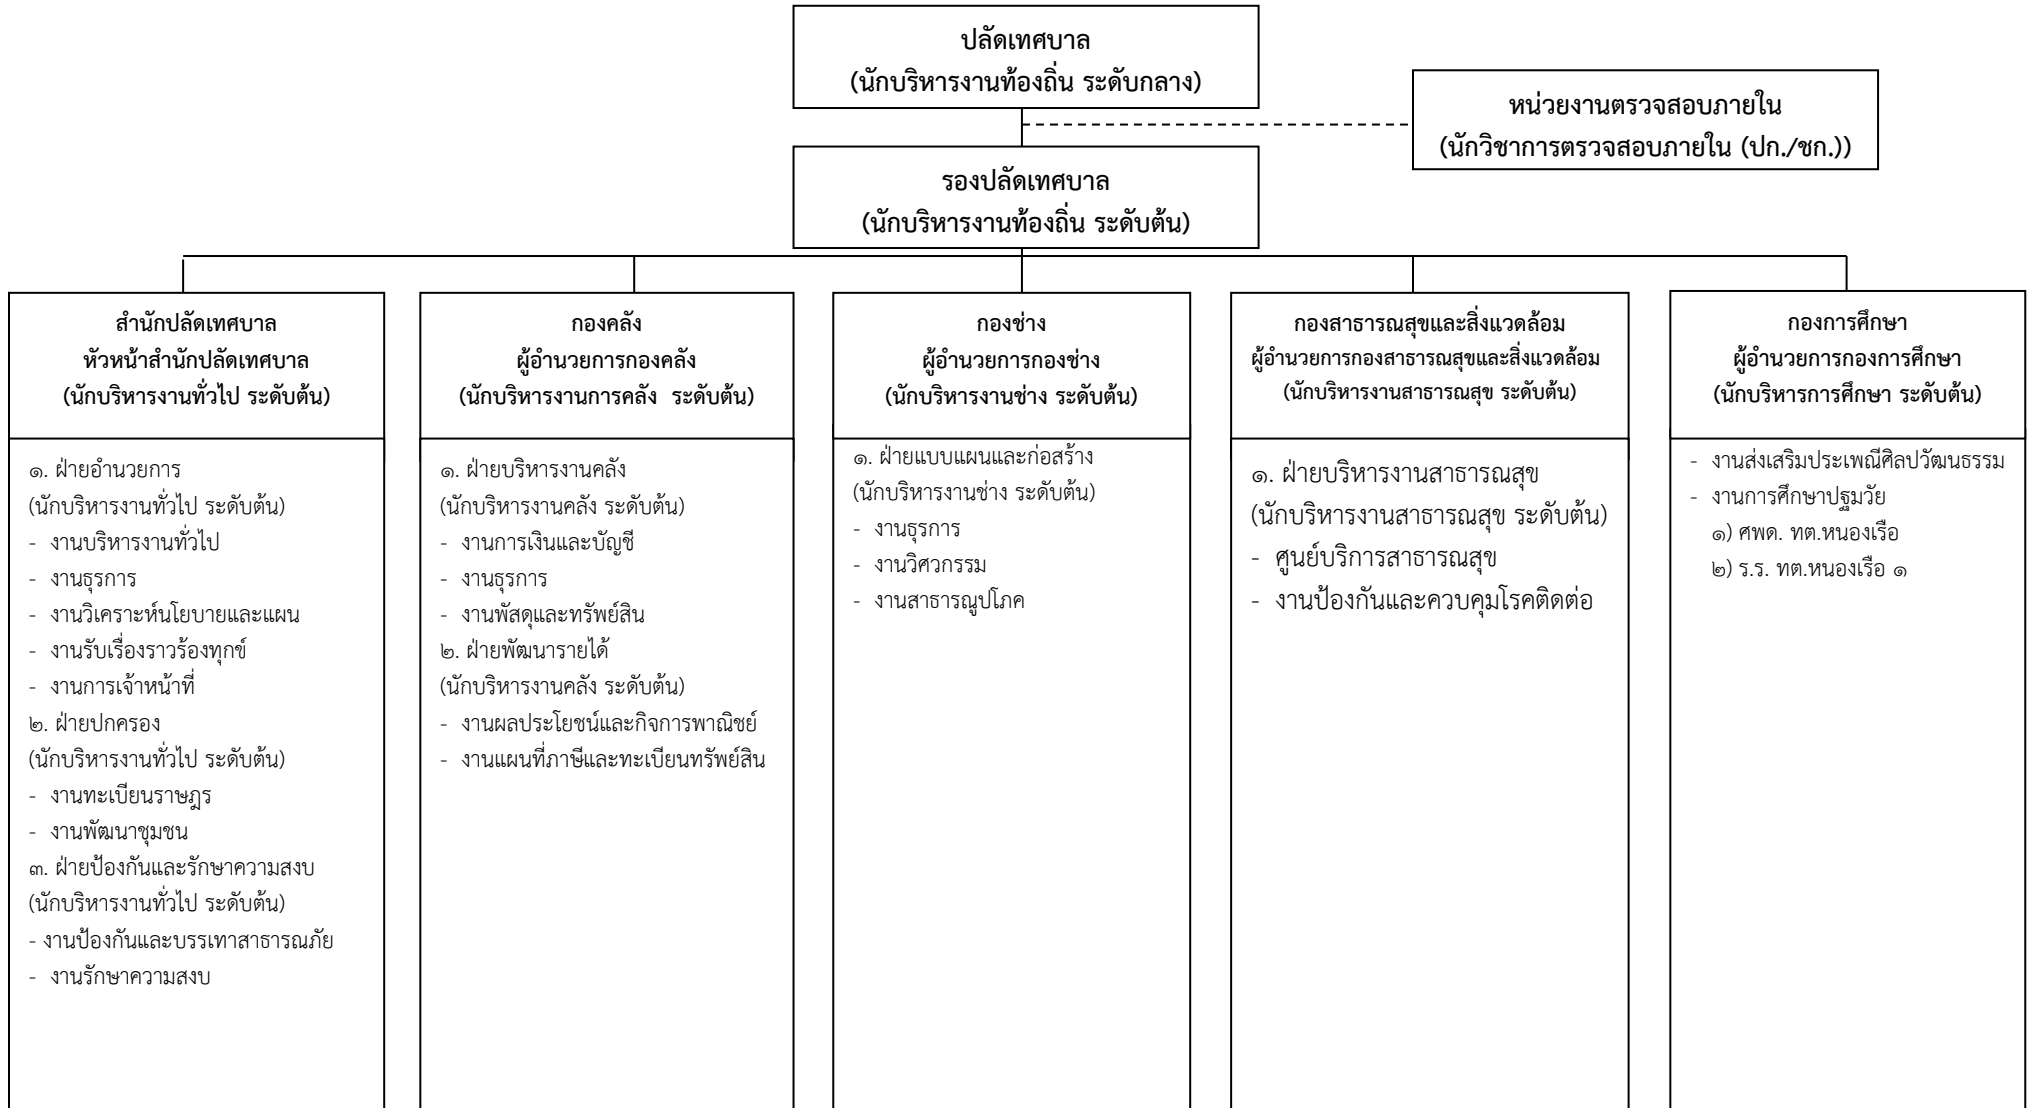 ปลัดเทศบาล
(นักบริหารงานท้องถิ่น ระดับกลาง)
หน่วยงานตรวจสอบภายใน
(นักวิชาการตรวจสอบภายใน (ปก./ชก.))
รองปลัดเทศบาล
(นักบริหารงานท้องถิ่น ระดับต้น)
สำนักปลัดเทศบาล
หัวหน้าสำนักปลัดเทศบาล
(นักบริหารงานทั่วไป ระดับต้น)
๑. ฝ่ายอำนวยการ
(นักบริหารงานทั่วไป ระดับต้น)
- งานบริหารงานทั่วไป
- งานธุรการ
- งานวิเคราะห์นโยบายและแผน
- งานรับเรื่องราวร้องทุกข์
- งานการเจ้าหน้าที่
๒. ฝ่ายปกครอง
(นักบริหารงานทั่วไป ระดับต้น)
- งานทะเบียนราษฎร
- งานพัฒนาชุมชน
๓. ฝ่ายป้องกันและรักษาความสงบ
(นักบริหารงานทั่วไป ระดับต้น)
- งานป้องกันและบรรเทาสาธารณภัย
- งานรักษาความสงบ
กองคลัง
ผู้อำนวยการกองคลัง
(นักบริหารงานการคลัง ระดับต้น)
๑. ฝ่ายบริหารงานคลัง
(นักบริหารงานคลัง ระดับต้น)
- งานการเงินและบัญชี
- งานธุรการ
- งานพัสดุและทรัพย์สิน
๒. ฝ่ายพัฒนารายได้
(นักบริหารงานคลัง ระดับต้น)
- งานผลประโยชน์และกิจการพาณิชย์
- งานแผนที่ภาษีและทะเบียนทรัพย์สิน
กองช่าง
ผู้อำนวยการกองช่าง
(นักบริหารงานช่าง ระดับต้น)
๑. ฝ่ายแบบแผนและก่อสร้าง
(นักบริหารงานช่าง ระดับต้น)
- งานธุรการ
- งานวิศวกรรม
- งานสาธารณูปโภค
กองสาธารณสุขและสิ่งแวดล้อม
ผู้อำนวยการกองสาธารณสุขและสิ่งแวดล้อม
(นักบริหารงานสาธารณสุข ระดับต้น)
๑. ฝ่ายบริหารงานสาธารณสุข
(นักบริหารงานสาธารณสุข ระดับต้น)
- ศูนย์บริการสาธารณสุข
- งานป้องกันและควบคุมโรคติดต่อ
กองการศึกษา
ผู้อำนวยการกองการศึกษา
(นักบริหารการศึกษา ระดับต้น)
- งานส่งเสริมประเพณีศิลปวัฒนธรรม
- งานการศึกษาปฐมวัย
๑) ศพด. ทต.หนองเรือ
๒) ร.ร. ทต.หนองเรือ ๑